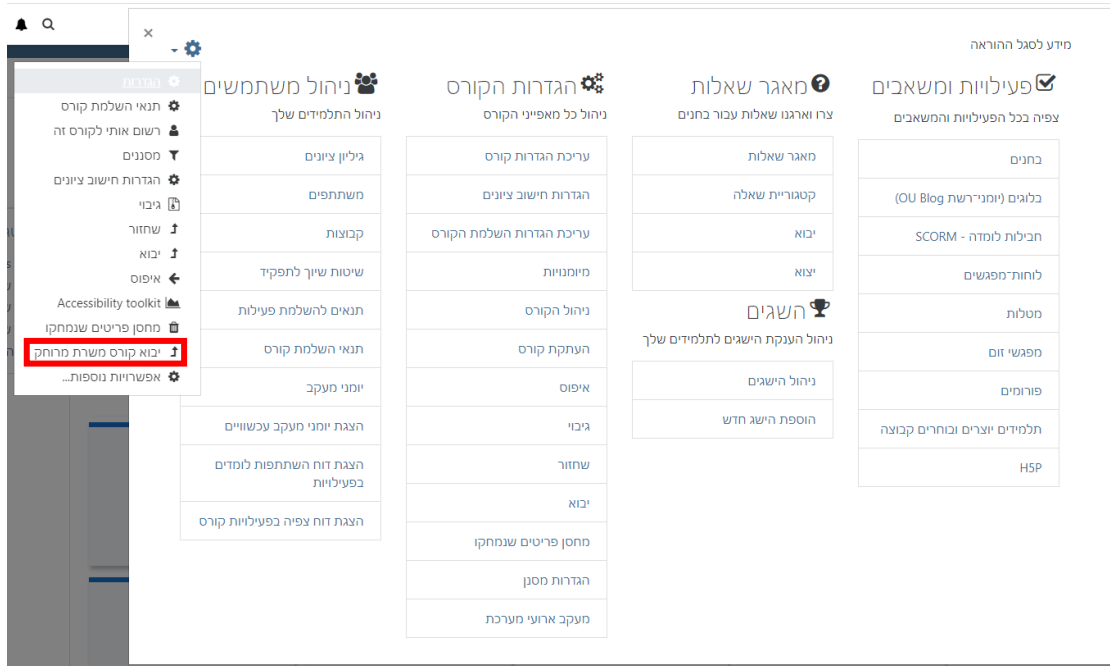 מידע לסגל ההוראה
פעילויות ומשאבים
צפיה בכל הפעילויות והמשאבים
בחנים
בלוגים (יומני־רשת OU Blog)
חבילות לומדה - SCORM
לוחות־מפגשים
מטלות
מפגשי זום
פורומים
תלמידים יוצרים ובוחרים קבוצה
H5P
מאגר שאלות
צרו וארגנו שאלות עבור בחנים
מאגר שאלות
קטגוריית שאלה
יבוא
יצוא
השגים
ניהול הענקת הישגים לתלמידים שלך
ניהול הישגים
הוספת הישג חדש
הגדרות הקורס
ניהול כל מאפייני הקורס
עריכת הגדרות קורס
הגדרות חישוב ציונים
עריכת הגדרות השלמת הקורס
מיומנויות
ניהול הקורס
העתקת קורס
איפוס
גיבוי
שחזור
יבוא
מחסן פריטים שנמחקו
הגדרות מסנן
מעקב ארועי מערכת
ניהול משתמשים
ניהול התלמידים שלך
גיליון ציונים
משתתפים
קבוצות
שיטות שיוך לתפקיד
תנאים להשלמת פעילות
תנאי השלמת קורס
יומני מעקב
הצגת יומני מעקב עכשוויים
הצגת דוח השתתפות לומדים
בפעילויות
הצגת דוח צפיה בפעילויות קורס
הגדרות
תנאי השלמת קורס
רשום אותי לקורס זה
מסננים
הגדרות חישוב ציונים
גיבוי
שחזור
יבוא
איפוס
Accessibility toolkit
מחסן פריטים שנמחקו
יבוא קורס משרת מרוחק
אפשרויות נוספות...